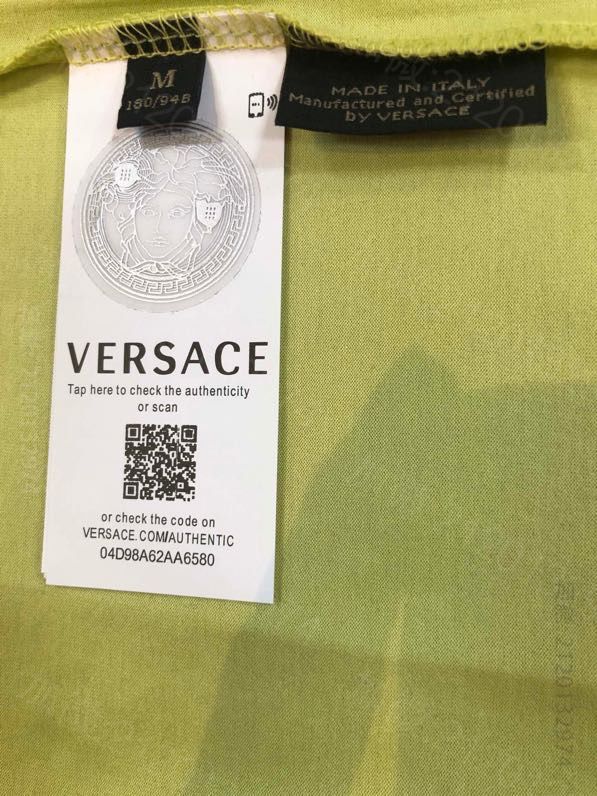 M
180/94B
MADE IN ITALY
Manufactured and Certified
by VERSACE
VERSACE
Tap here to check the authenticity
or scan
or check the code on
VERSACE.COM/AUTHENTIC
04D98A62AA6580